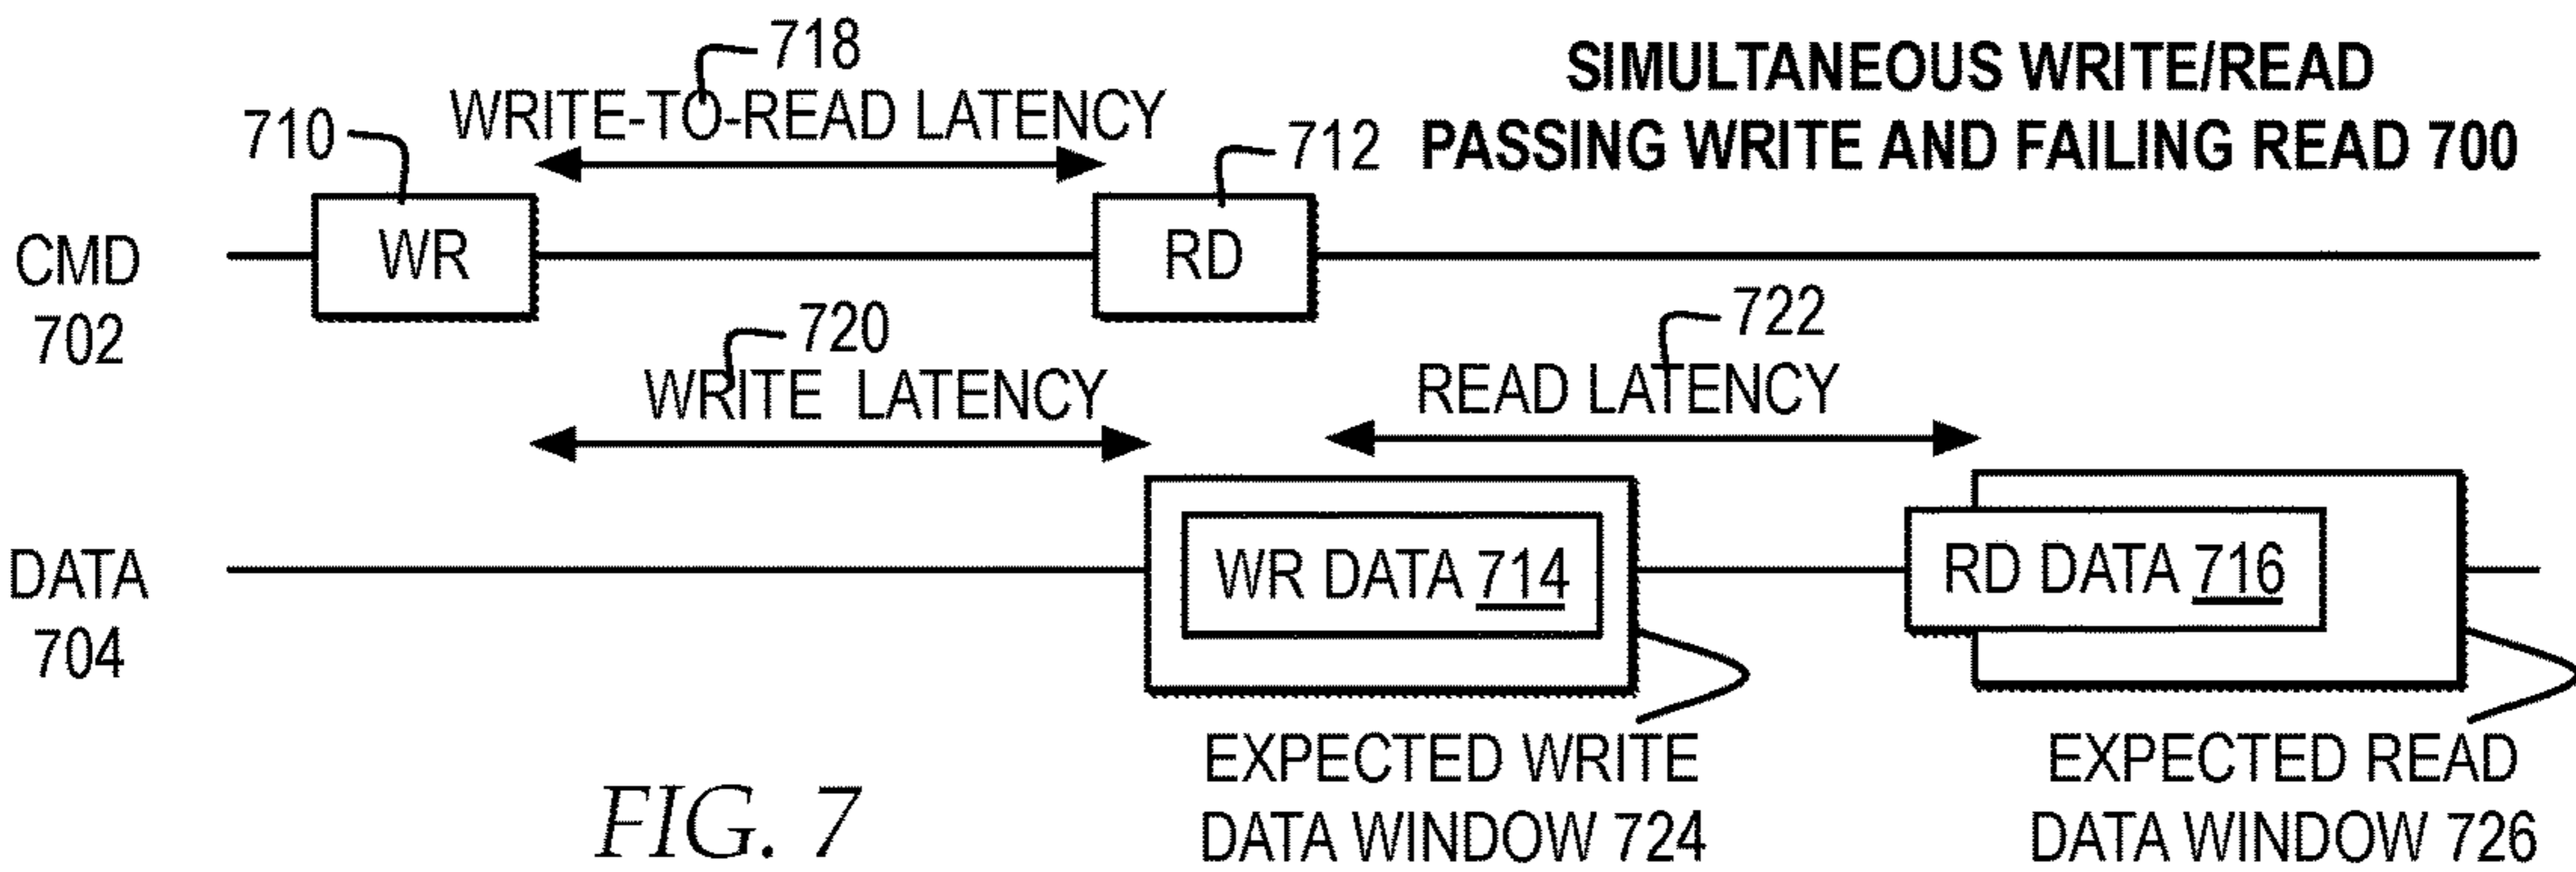 718
SIMULTANEOUS WRITE/READ
710
WRITE-TO-READ LATENCY
712
PASSING WRITE AND FAILING READ 700
CMD
702
WR
RD
720
722
WRITE LATENCY
READ LATENCY
DATA
704
WR DATA 714
RD DATA 716
EXPECTED WRITE
DATA WINDOW 724
EXPECTED READ
DATA WINDOW 726
FIG. 7